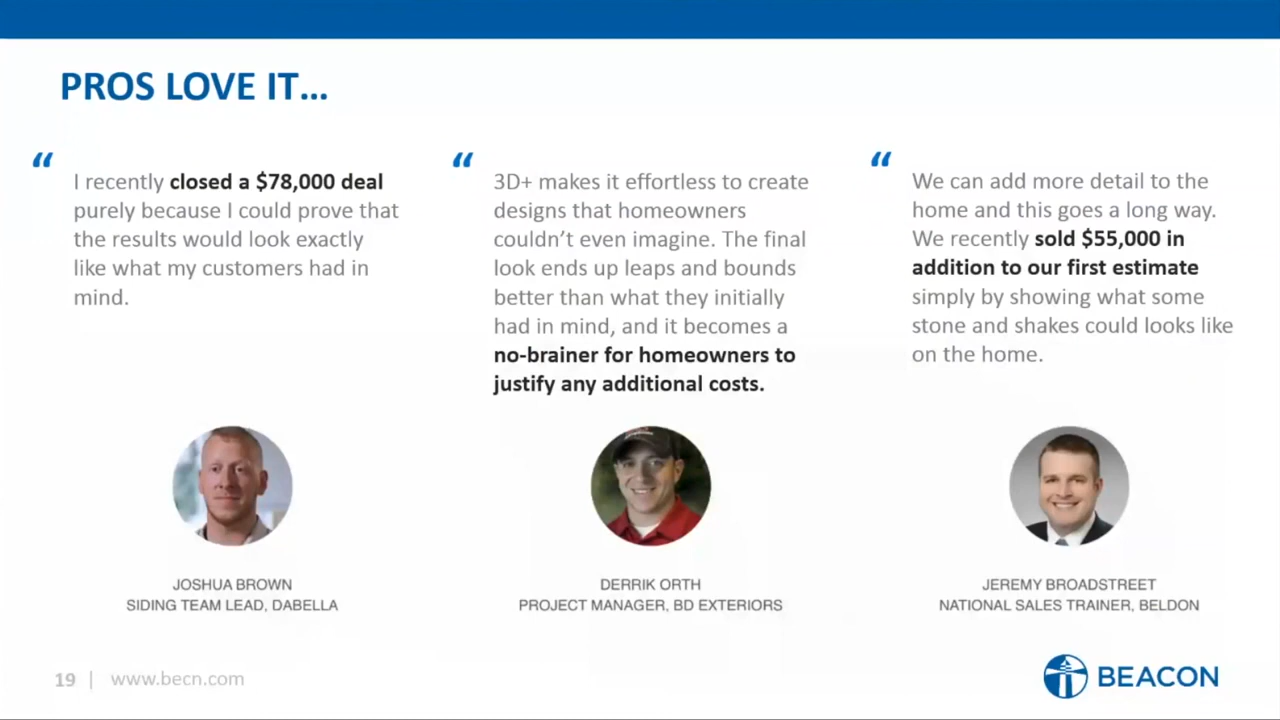 PROS LOVE IT...
“
I recently closed a $78,000 deal
purely because I could prove that
the results would look exactly
like what my customers had in
mind.
JOSHUA BROWN
SIDING TEAM LEAD, DABELLA
“
3D+ makes it effortless to create
designs that homeowners
couldn’t even imagine. The final
look ends up leaps and bounds
better than what they initially
had in mind, and it becomes a
no-brainer for homeowners to
justify any additional costs.
DERRIK ORTH
PROJECT MANAGER, BD EXTERIORS
“
We can add more detail to the
home and this goes a long way.
We recently sold $55,000 in
addition to our first estimate
simply by showing what some
stone and shakes could looks like
on the home.
JEREMY BROADSTREET
NATIONAL SALES TRAINER, BELDON
19 | www.becn.com
BEACON